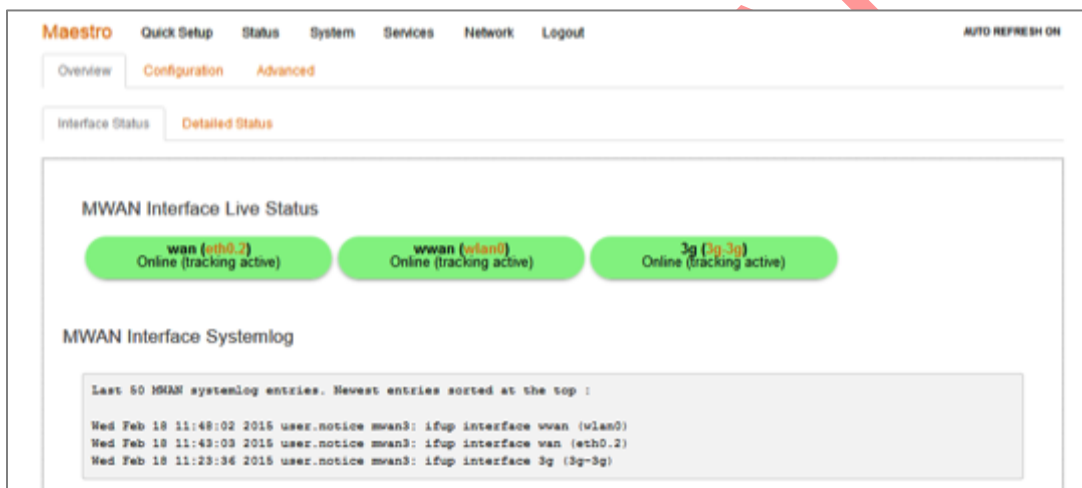 Maestro Quick Setup Status System Services Network Logout AUTO REFRESH ON
Overview Configuration Advanced
Interface Status Detailed Status
MWAN Interface Live Status
wan (eth0.2) wwan (wlan0) 3g (3g-3g)
Online (tracking active) Online (tracking active) Online (tracking active)
MWAN Interface Systemlog
Last 50 MWAN systemlog entries. Newest entries sorted at the top :
Wed Feb 18 11:48:02 2015 user.notice mwan3: ifup interface wwan (wlan0)
Wed Feb 18 11:43:03 2015 user.notice mwan3: ifup interface wan (eth0.2)
Wed Feb 18 11:23:36 2015 user.notice mwan3: ifup interface 3g (3g-3g)